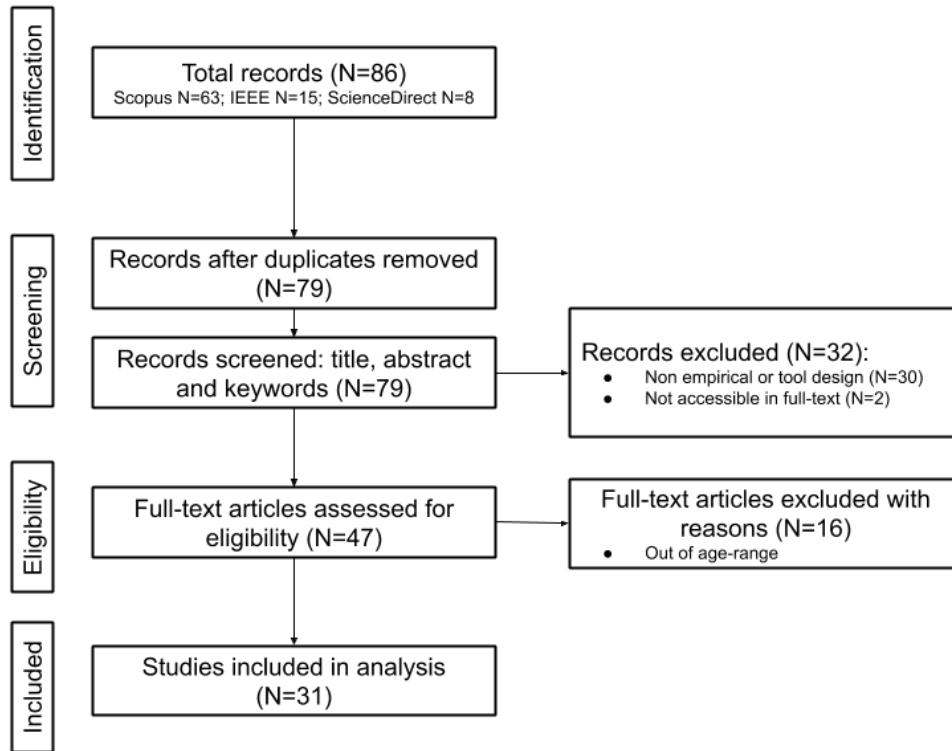 Identification
Total records (N=86)
Scopus N=63; IEEE N=15; ScienceDirect N=8
Screening
Records after duplicates removed
(N=79)
Records screened: title, abstract
and keywords (N=79)
Records excluded (N=32):
● Non empirical or tool design (N=30)
● Not accessible in full-text (N=2)
Eligibility
Full-text articles assessed for
eligibility (N=47)
Full-text articles excluded with
reasons (N=16)
● Out of age-range
Included
Studies included in analysis
(N=31)